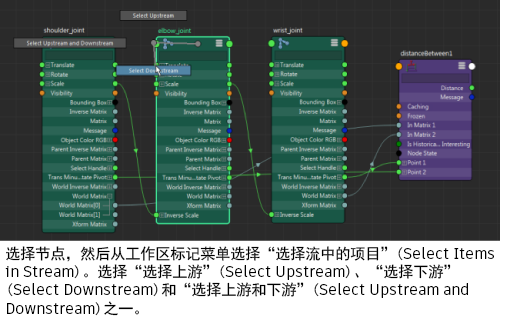 Select Upstream
shoulder_joint
elbow_joint
wrist_joint
Select Upstream and Downstream
distanceBetween1
Translate
Rotate
Scale
Visibility
Bounding Box
Inverse Matrix
Matrix
Message
Object Color RGB
Parent Inverse Matrix
Parent Matrix
Select Handle
Trans Minu...tate Pivot
World Inverse Matrix
World Matrix
World Matrix[0]
World Matrix[1]
Xform Matrix
Translate
Select Do stream
Scale
Visibility
Bounding Box
Inverse Matrix
Matrix
Message
Object Color RGB
Parent Inverse Matrix
Parent Matrix
Select Handle
Trans Minu...tate Pivot
World Inverse Matrix
World Matrix
Xform Matrix
Inverse Scale
Translate
Rotate
Scale
Visibility
Bounding Box
Inverse Matrix
Matrix
Message
Object Color RGB
Parent Inverse Matrix
Parent Matrix
Select Handle
Trans Minu...tate Pivot
World Inverse Matrix
World Matrix
Xform Matrix
Inverse Scale
Distance
Message
Caching
Frozen
In Matrix 1
In Matrix 2
Is Historica... Interesting
Node State
Point 1
Point 2
选择节点，然后从工作区标记菜单选择“选择流中的项目”(Select Items
in Stream)。选择“选择上游”(Select Upstream)、“选择下游”
(Select Downstream)和“选择上游和下游”(Select Upstream and
Downstream)之一。